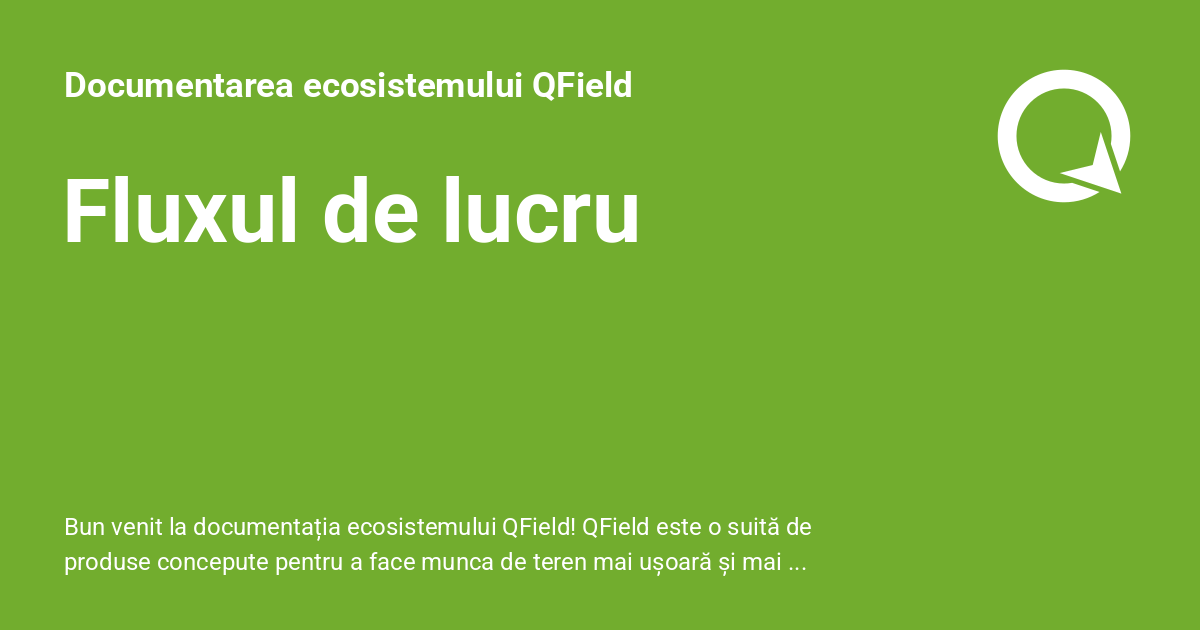 Documentarea ecosistemului QField
Fluxul de lucru
Bun venit la documentația ecosistemului QField! QField este o suită de
produse concepute pentru a face munca de teren mai ușoară și mai ...